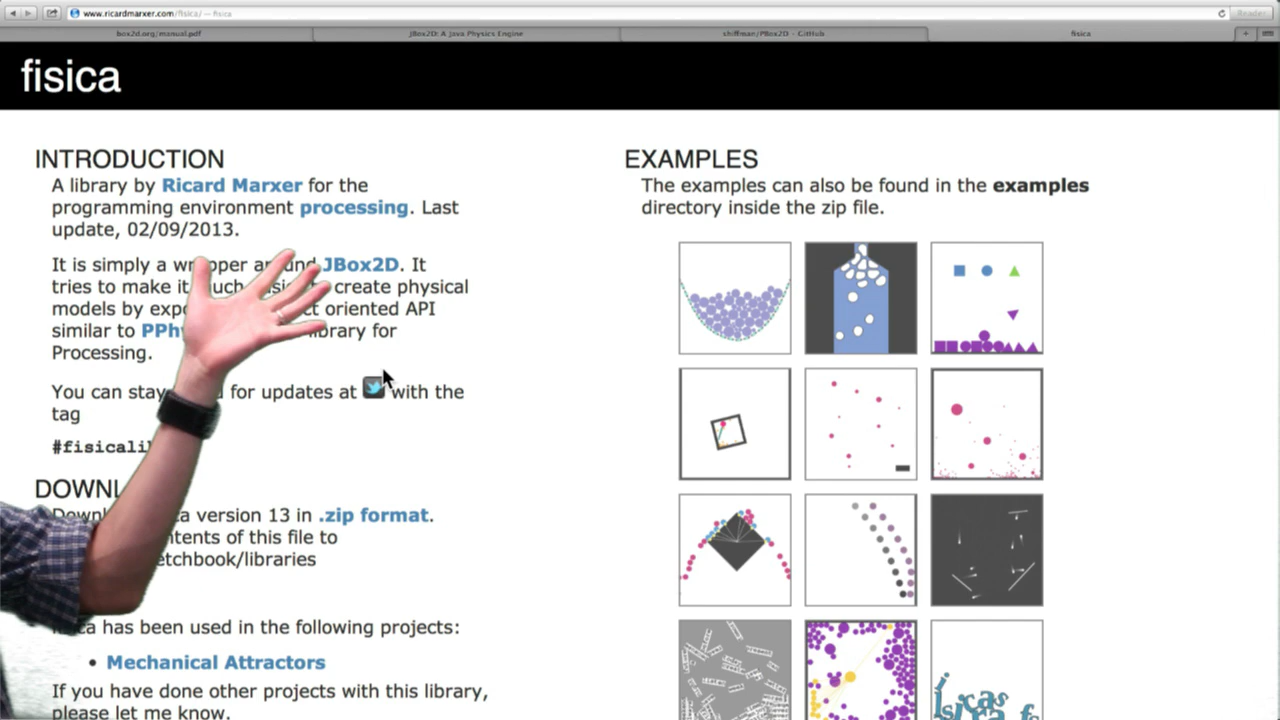 www.ricardmarxer.com/fisica/ — fisica
Reader
box2d.org/manual.pdf
JBox2D: A Java Physics Engine
shiffman/PBox2D - GitHub
fisica
fisica
INTRODUCTION
A library by Ricard Marxer for the
programming environment processing. Last
update, 02/09/2013.
It is simply a wrapper around JBox2D. It
tries to make it create physical
models by oriented API
similar to library for
Processing.
You can stay for updates at with the
tag
DOWNL
version 13 in .zip format.
of this file to
has been used in the following projects:
• Mechanical Attractors
If you have done other projects with this library,
please let me know.
EXAMPLES
The examples can also be found in the examples
directory inside the zip file.